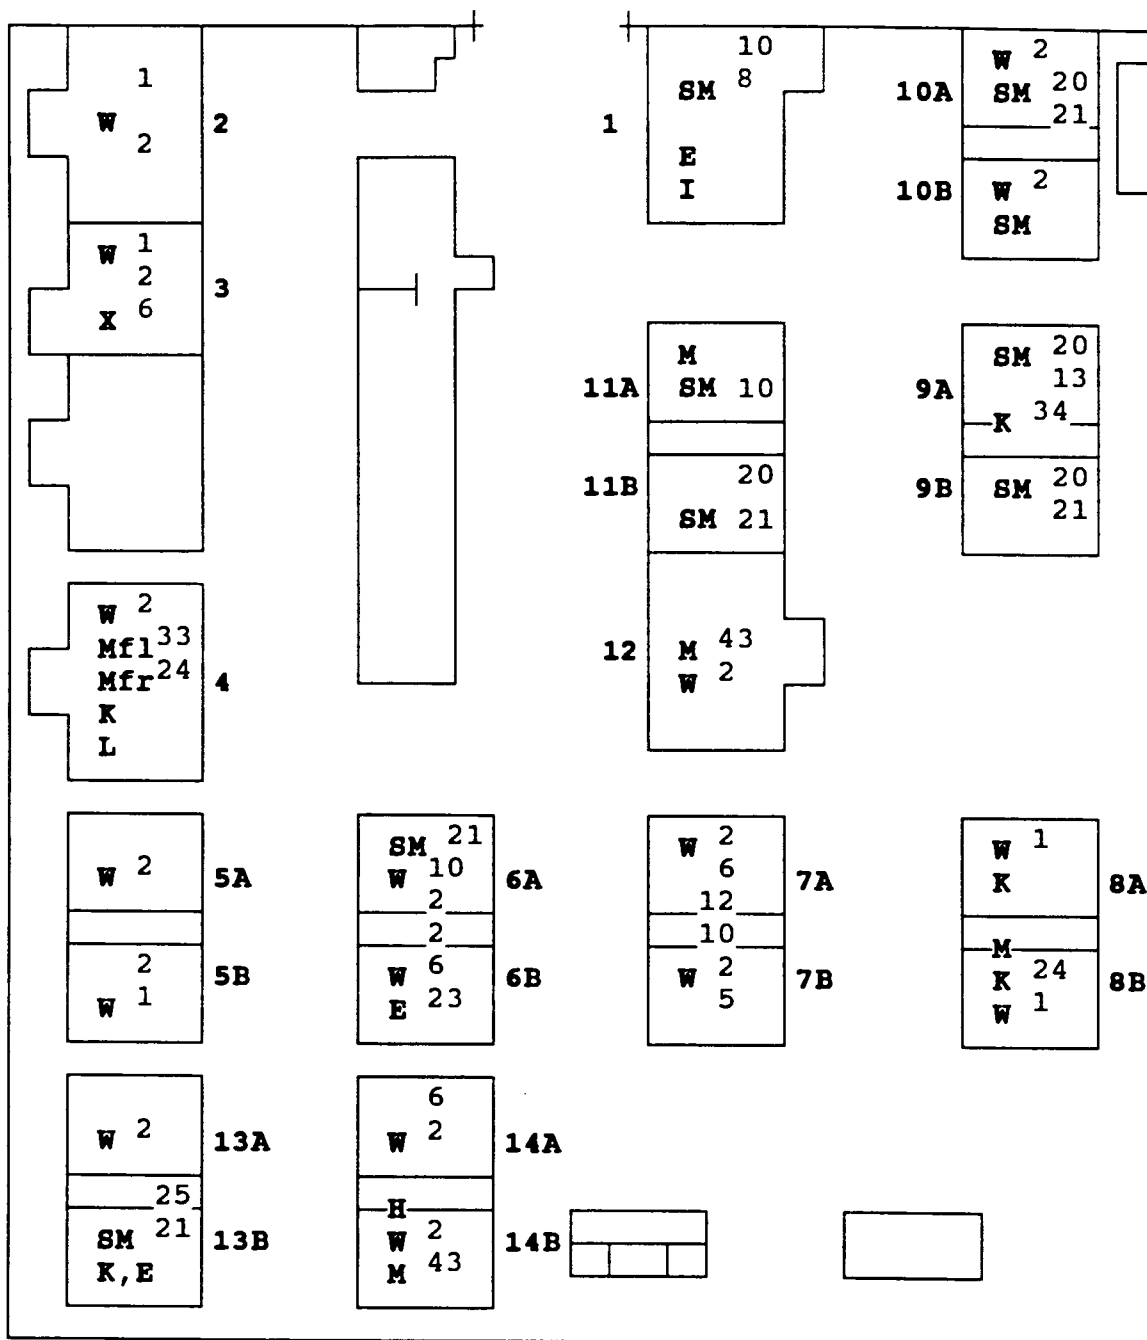 1
W
2
2
W 1
2
X 6
3
W 2
Mfl 33
Mfr 24
K
L
4
W 2
5A
2
W 1
5B
W 2
13A
25
SM 21
K,E
13B
SM 21
W 10
2
6A
2
W 6
E 23
6B
6
W 2
14A
H
W 2
M 43
14B
10
SM 8
E
I
1
M
SM 10
11A
20
SM 21
11B
M 43
W 2
12
W 2
6
12
7A
10
W 2
5
7B
W 2
SM 20
21
10A
W 2
SM
10B
SM 20
13
K 34
9A
SM 20
21
9B
W 1
K
8A
M
K 24
W 1
8B